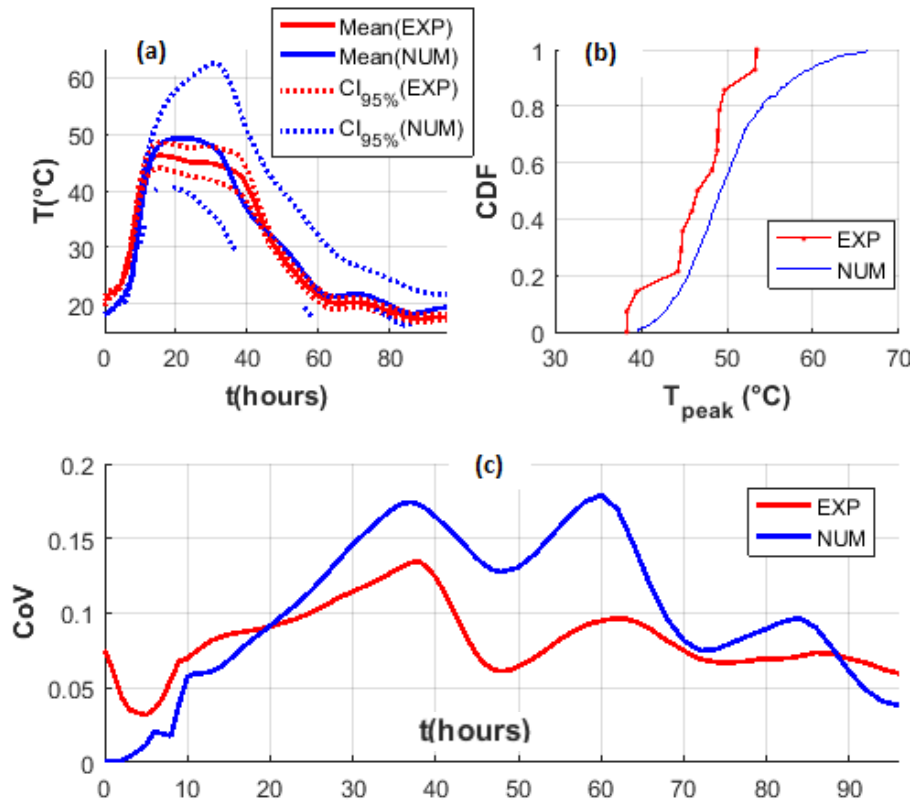 (a)
Mean(EXP)
Mean(NUM)
CI95%(EXP)
CI95%(NUM)
T(°C)
60
50
40
30
20
0 20 40 60 80
t(hours)
(b)
CDF
1
0.8
0.6
0.4
0.2
0
EXP
NUM
30 40 50 60 70
Tpeak (°C)
(c)
CoV
0.2
0.15
0.1
0.05
0
EXP
NUM
t(hours)
0 10 20 30 40 50 60 70 80 90